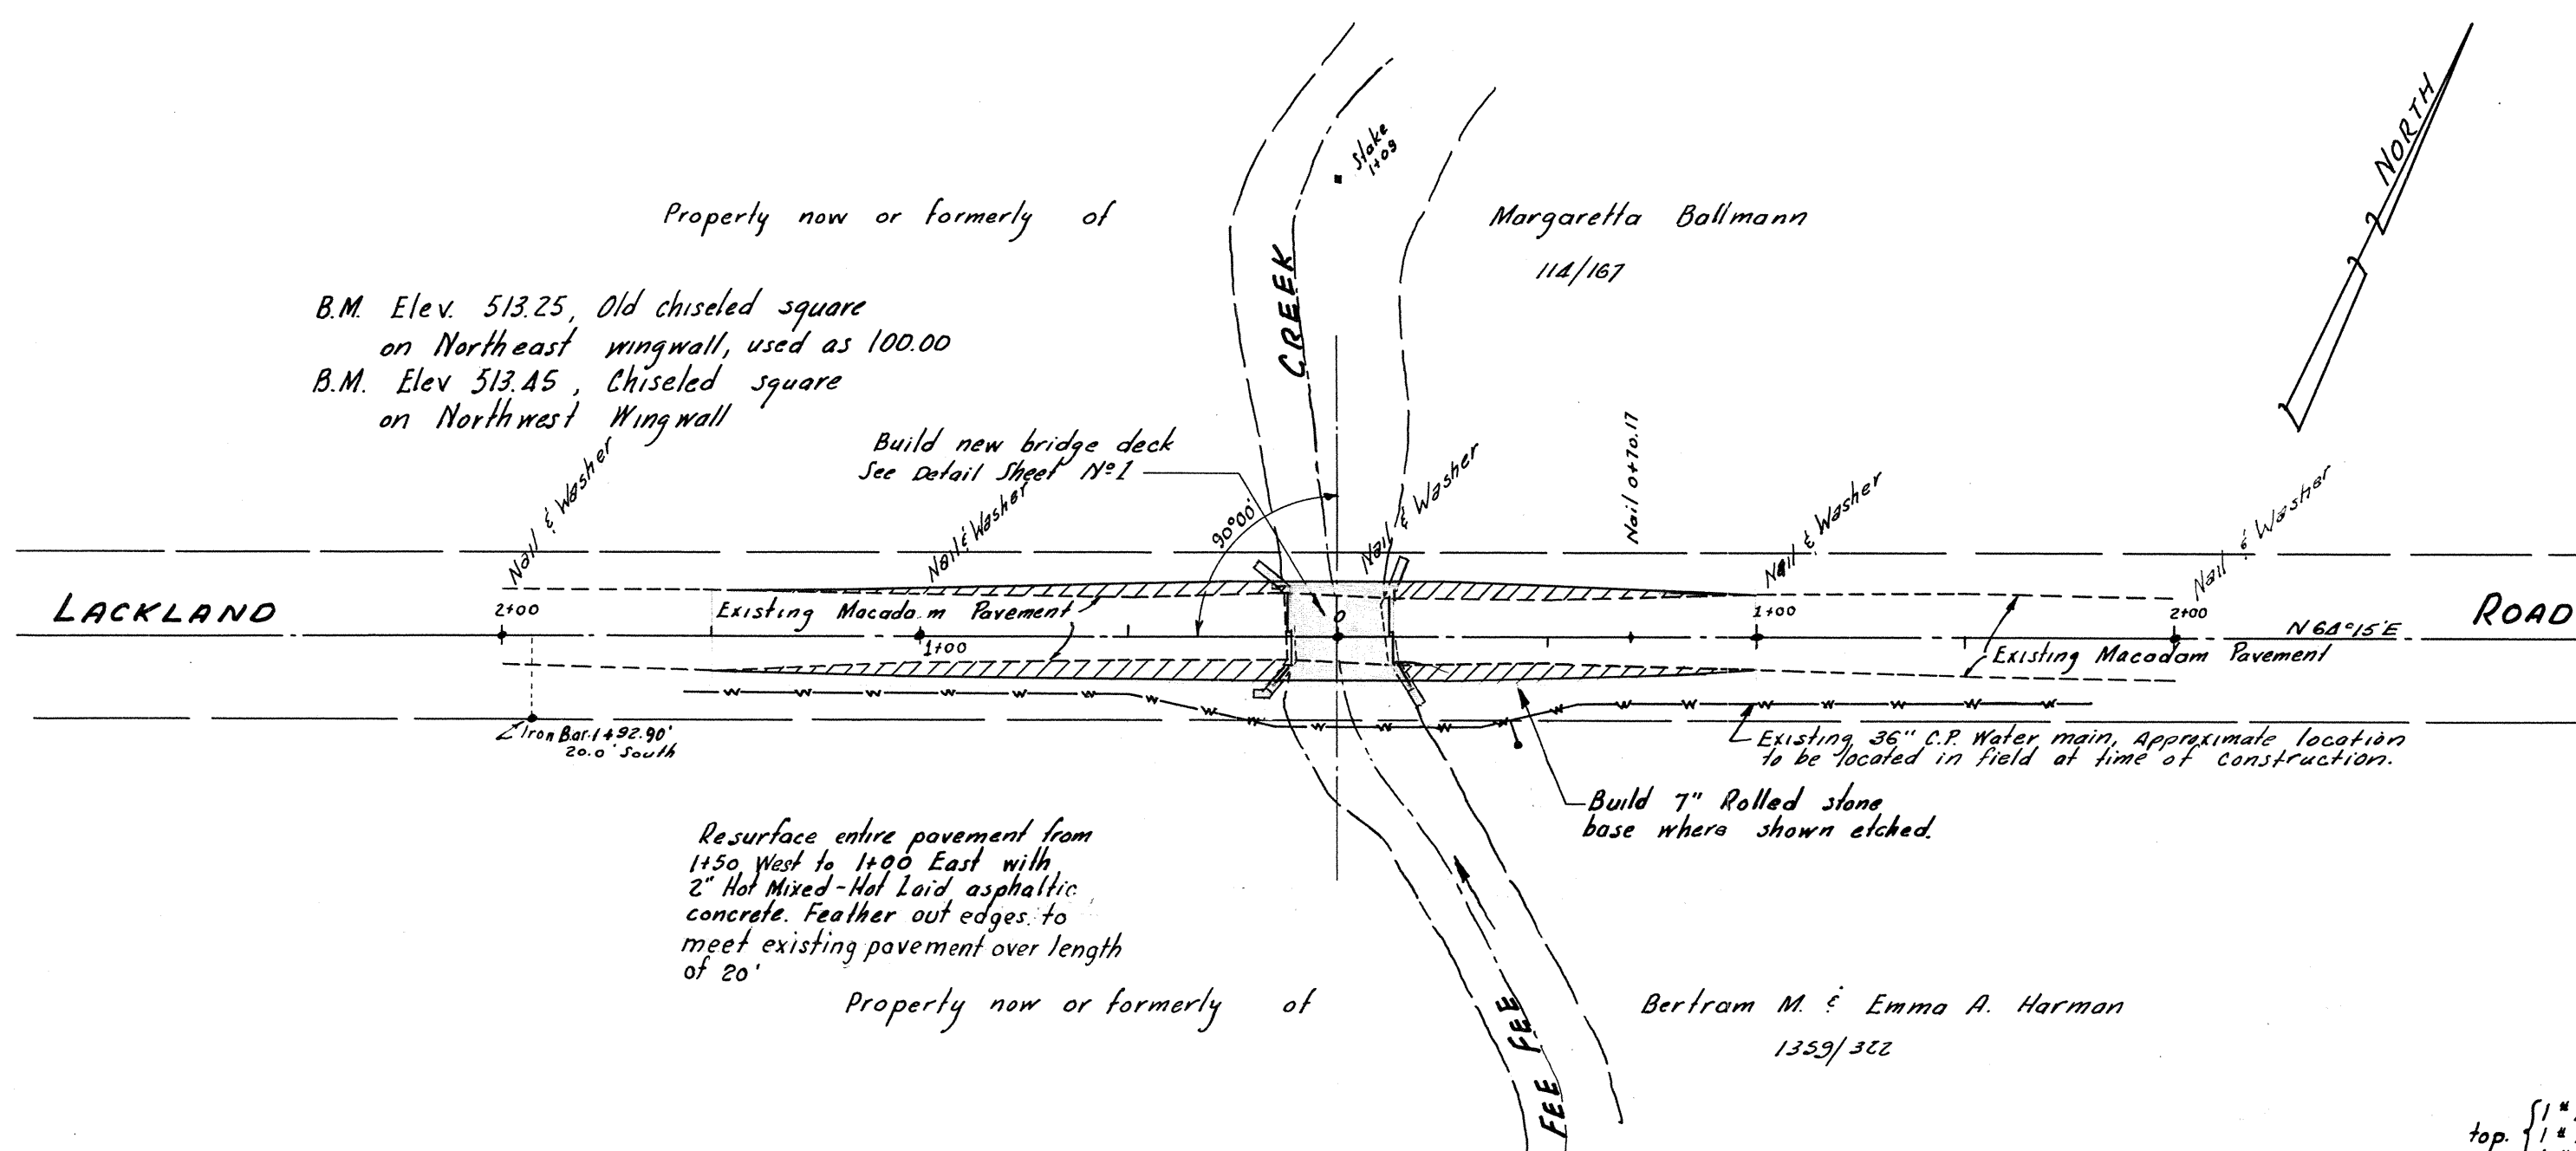 NORTH
Stake
1+09
Property now or formerly of
Margaretta Ballmann
114/167
CREEK
B.M. Elev. 513.25, Old chiseled square
on Northeast wingwall, used as 100.00
B.M. Elev 513.45, Chiseled square
on Northwest Wingwall
Build new bridge deck
See Detail Sheet Nº1
Nail & Washer
Nail & Washer
90°00'
Nail & Washer
Nail 0+70.17
Nail & Washer
Nail & Washer
LACKLAND
2+00
Existing Macadam Pavement
1+00
0
1+00
2+00
N 64°15'E
ROAD
Existing Macadam Pavement
W W W W W W W W W W W W W W W W W W W W W
Iron Bar 1+92.90'
20.0' South
Existing 36" C.P. Water main, Approximate location
to be located in field at time of construction.
Build 7" Rolled stone
base where shown etched.
Resurface entire pavement from
1+50 West to 1+00 East with
2" Hot Mixed-Hot Laid asphaltic
concrete. Feather out edges to
meet existing pavement over length
of 20'
Property now or formerly of
Bertram M. & Emma A. Harman
1359/322
FEE FEE
top. { 1 #
1 #